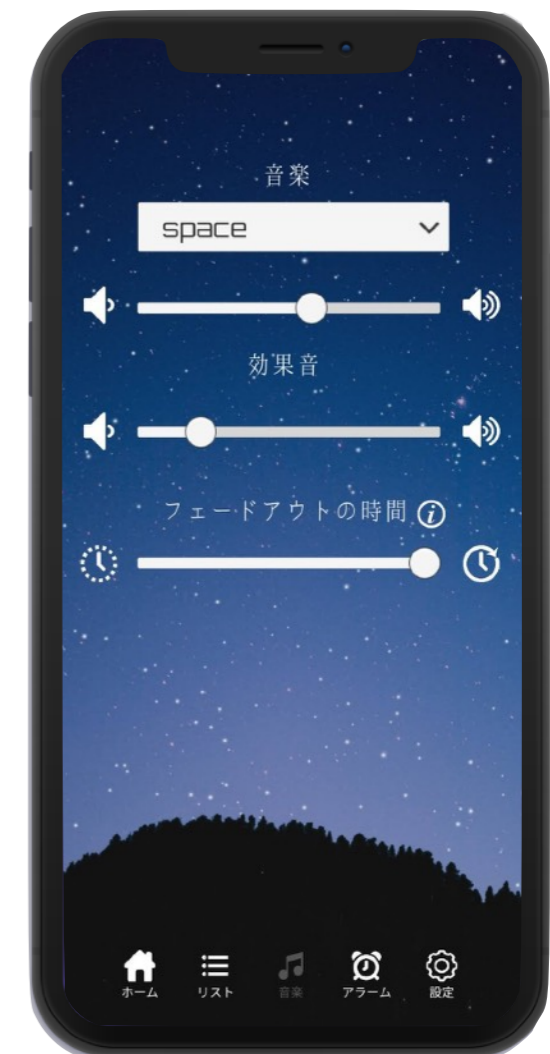 音楽
space
効果音
フェードアウトの時間
ホーム
リスト
音楽
アラーム
設定